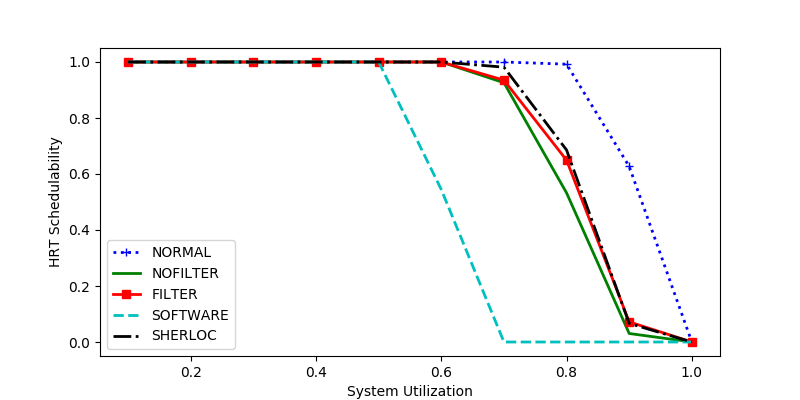 1.0
0.8
0.6
0.4
0.2
0.0
HRT Schedulability
NORMAL
NOFILTER
FILTER
SOFTWARE
SHERLOC
0.2 0.4 0.6 0.8 1.0
System Utilization